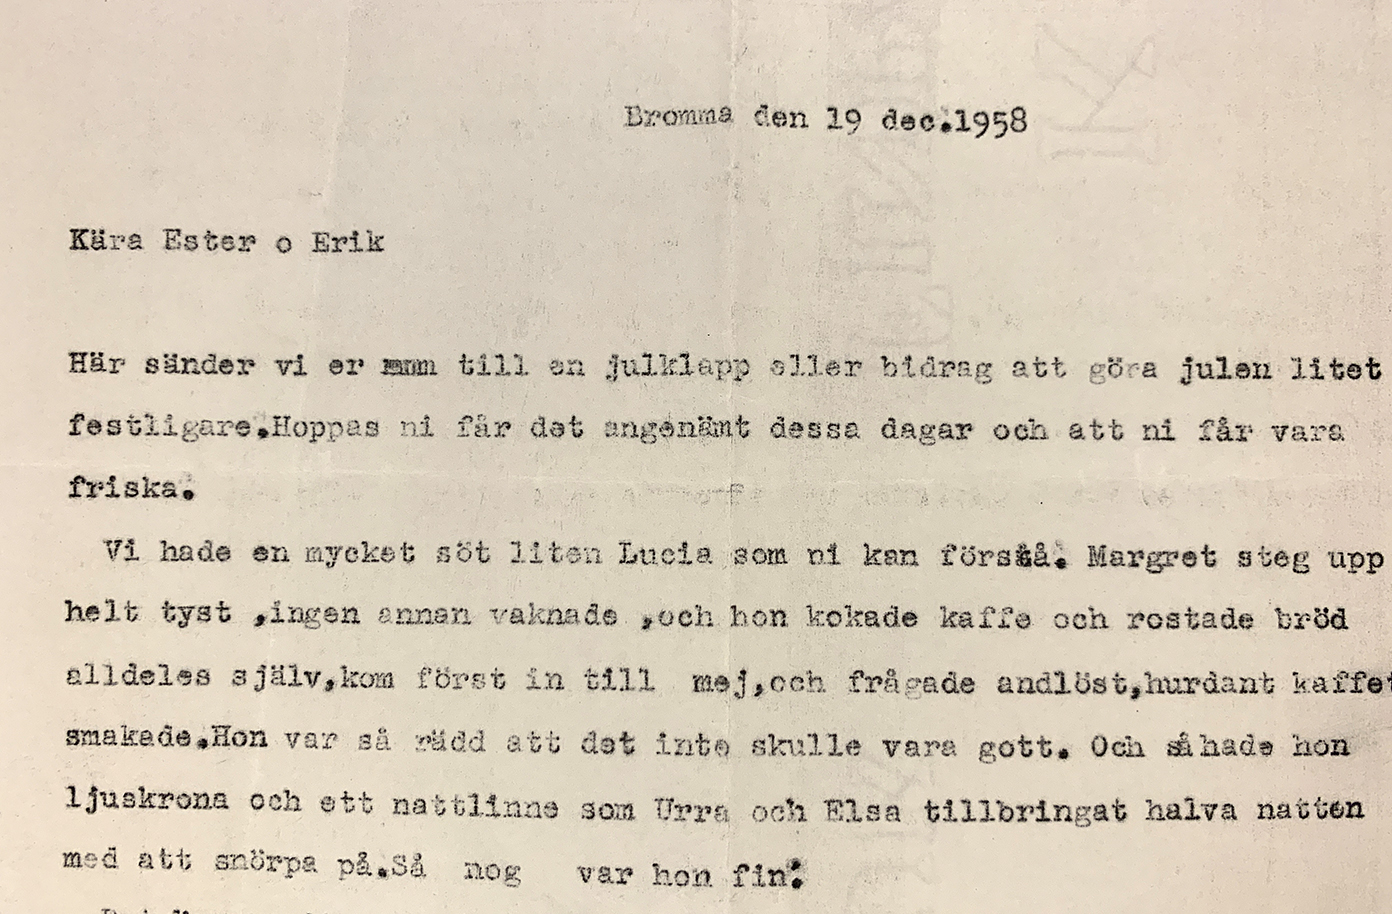 Bromma den 19 dec.1958
Kära Ester o Erik
Här sänder vi er till en julklapp eller bidrag att göra julen litet
festligare.Hoppas ni får det angenämt dessa dagar och att ni får vara
friska.
Vi hade en mycket söt liten Lucia som ni kan förstå. Margret steg upp
helt tyst ,ingen annan vaknade ,och hon kokade kaffe och rostade bröd
alldeles själv,kom först in till mej,och frågade andlöst,hurdant kaffet
smakade.Hon var så rädd att det inte skulle vara gott. Och så hade hon
ljuskrona och ett nattlinne som Urra och Elsa tillbringat halva natten
med att snörpa på.Så nog var hon fin.